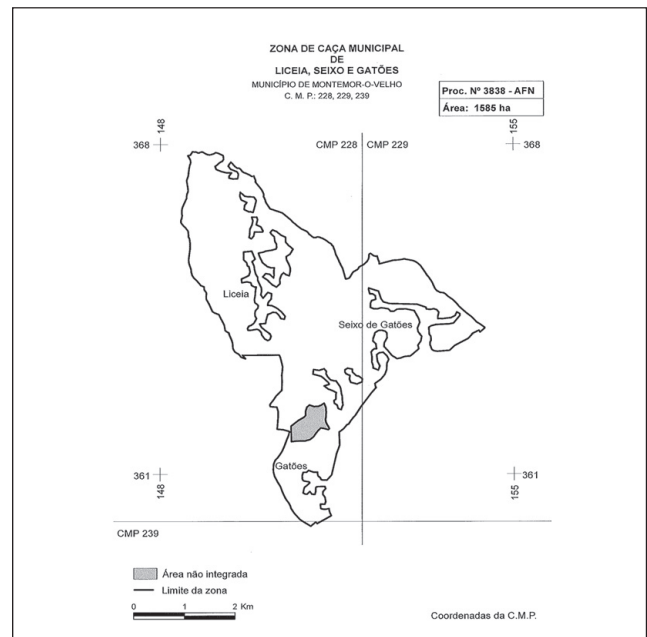 ZONA DE CAÇA MUNICIPAL
DE
LICEIA, SEIXO E GATÕES
MUNICÍPIO DE MONTEMOR-O-VELHO
C. M. P.: 228, 229, 239
Proc. Nº 3838 - AFN
Área: 1585 ha
148
155
368
CMP 228
CMP 229
368
Liceia
Seixo de Gatões
Gatões
361
361
148
155
CMP 239
Área não integrada
Limite da zona
0 1 2 Km
Coordenadas da C.M.P.